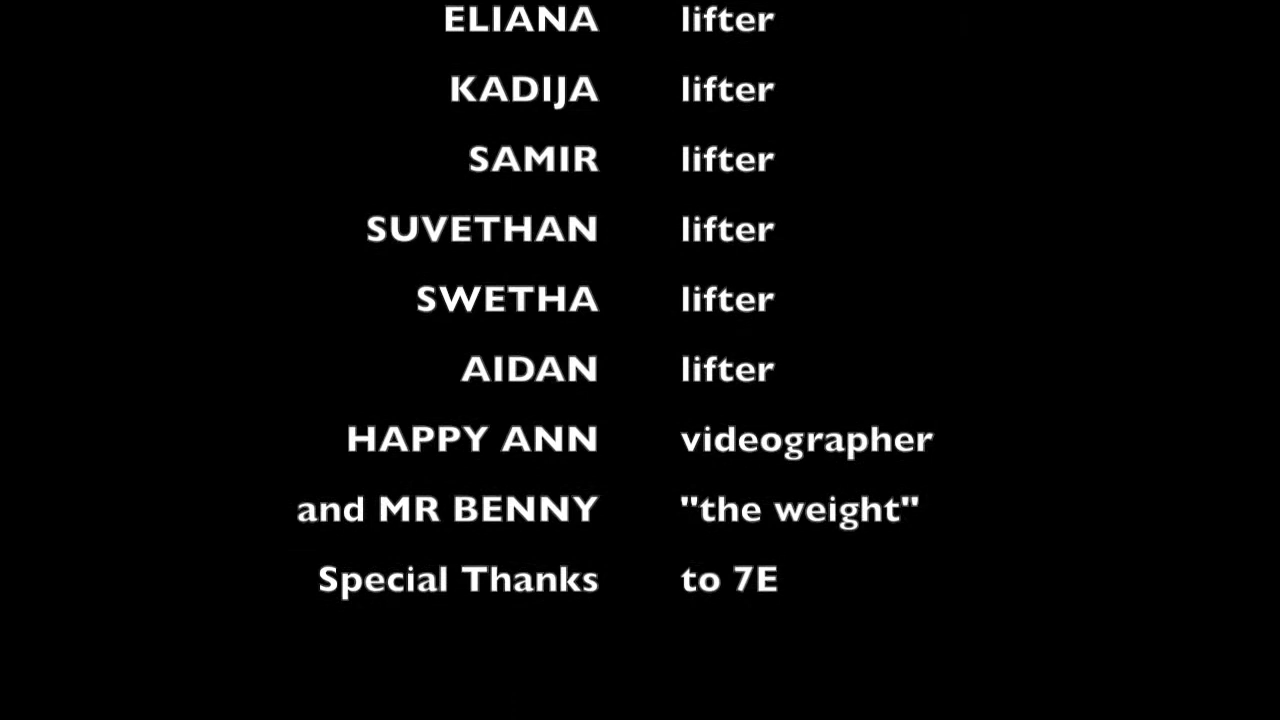 ELIANA lifter
KADIJA lifter
SAMIR lifter
SUVETHAN lifter
SWETHA lifter
AIDAN lifter
HAPPY ANN videographer
and MR BENNY "the weight"
Special Thanks to 7E